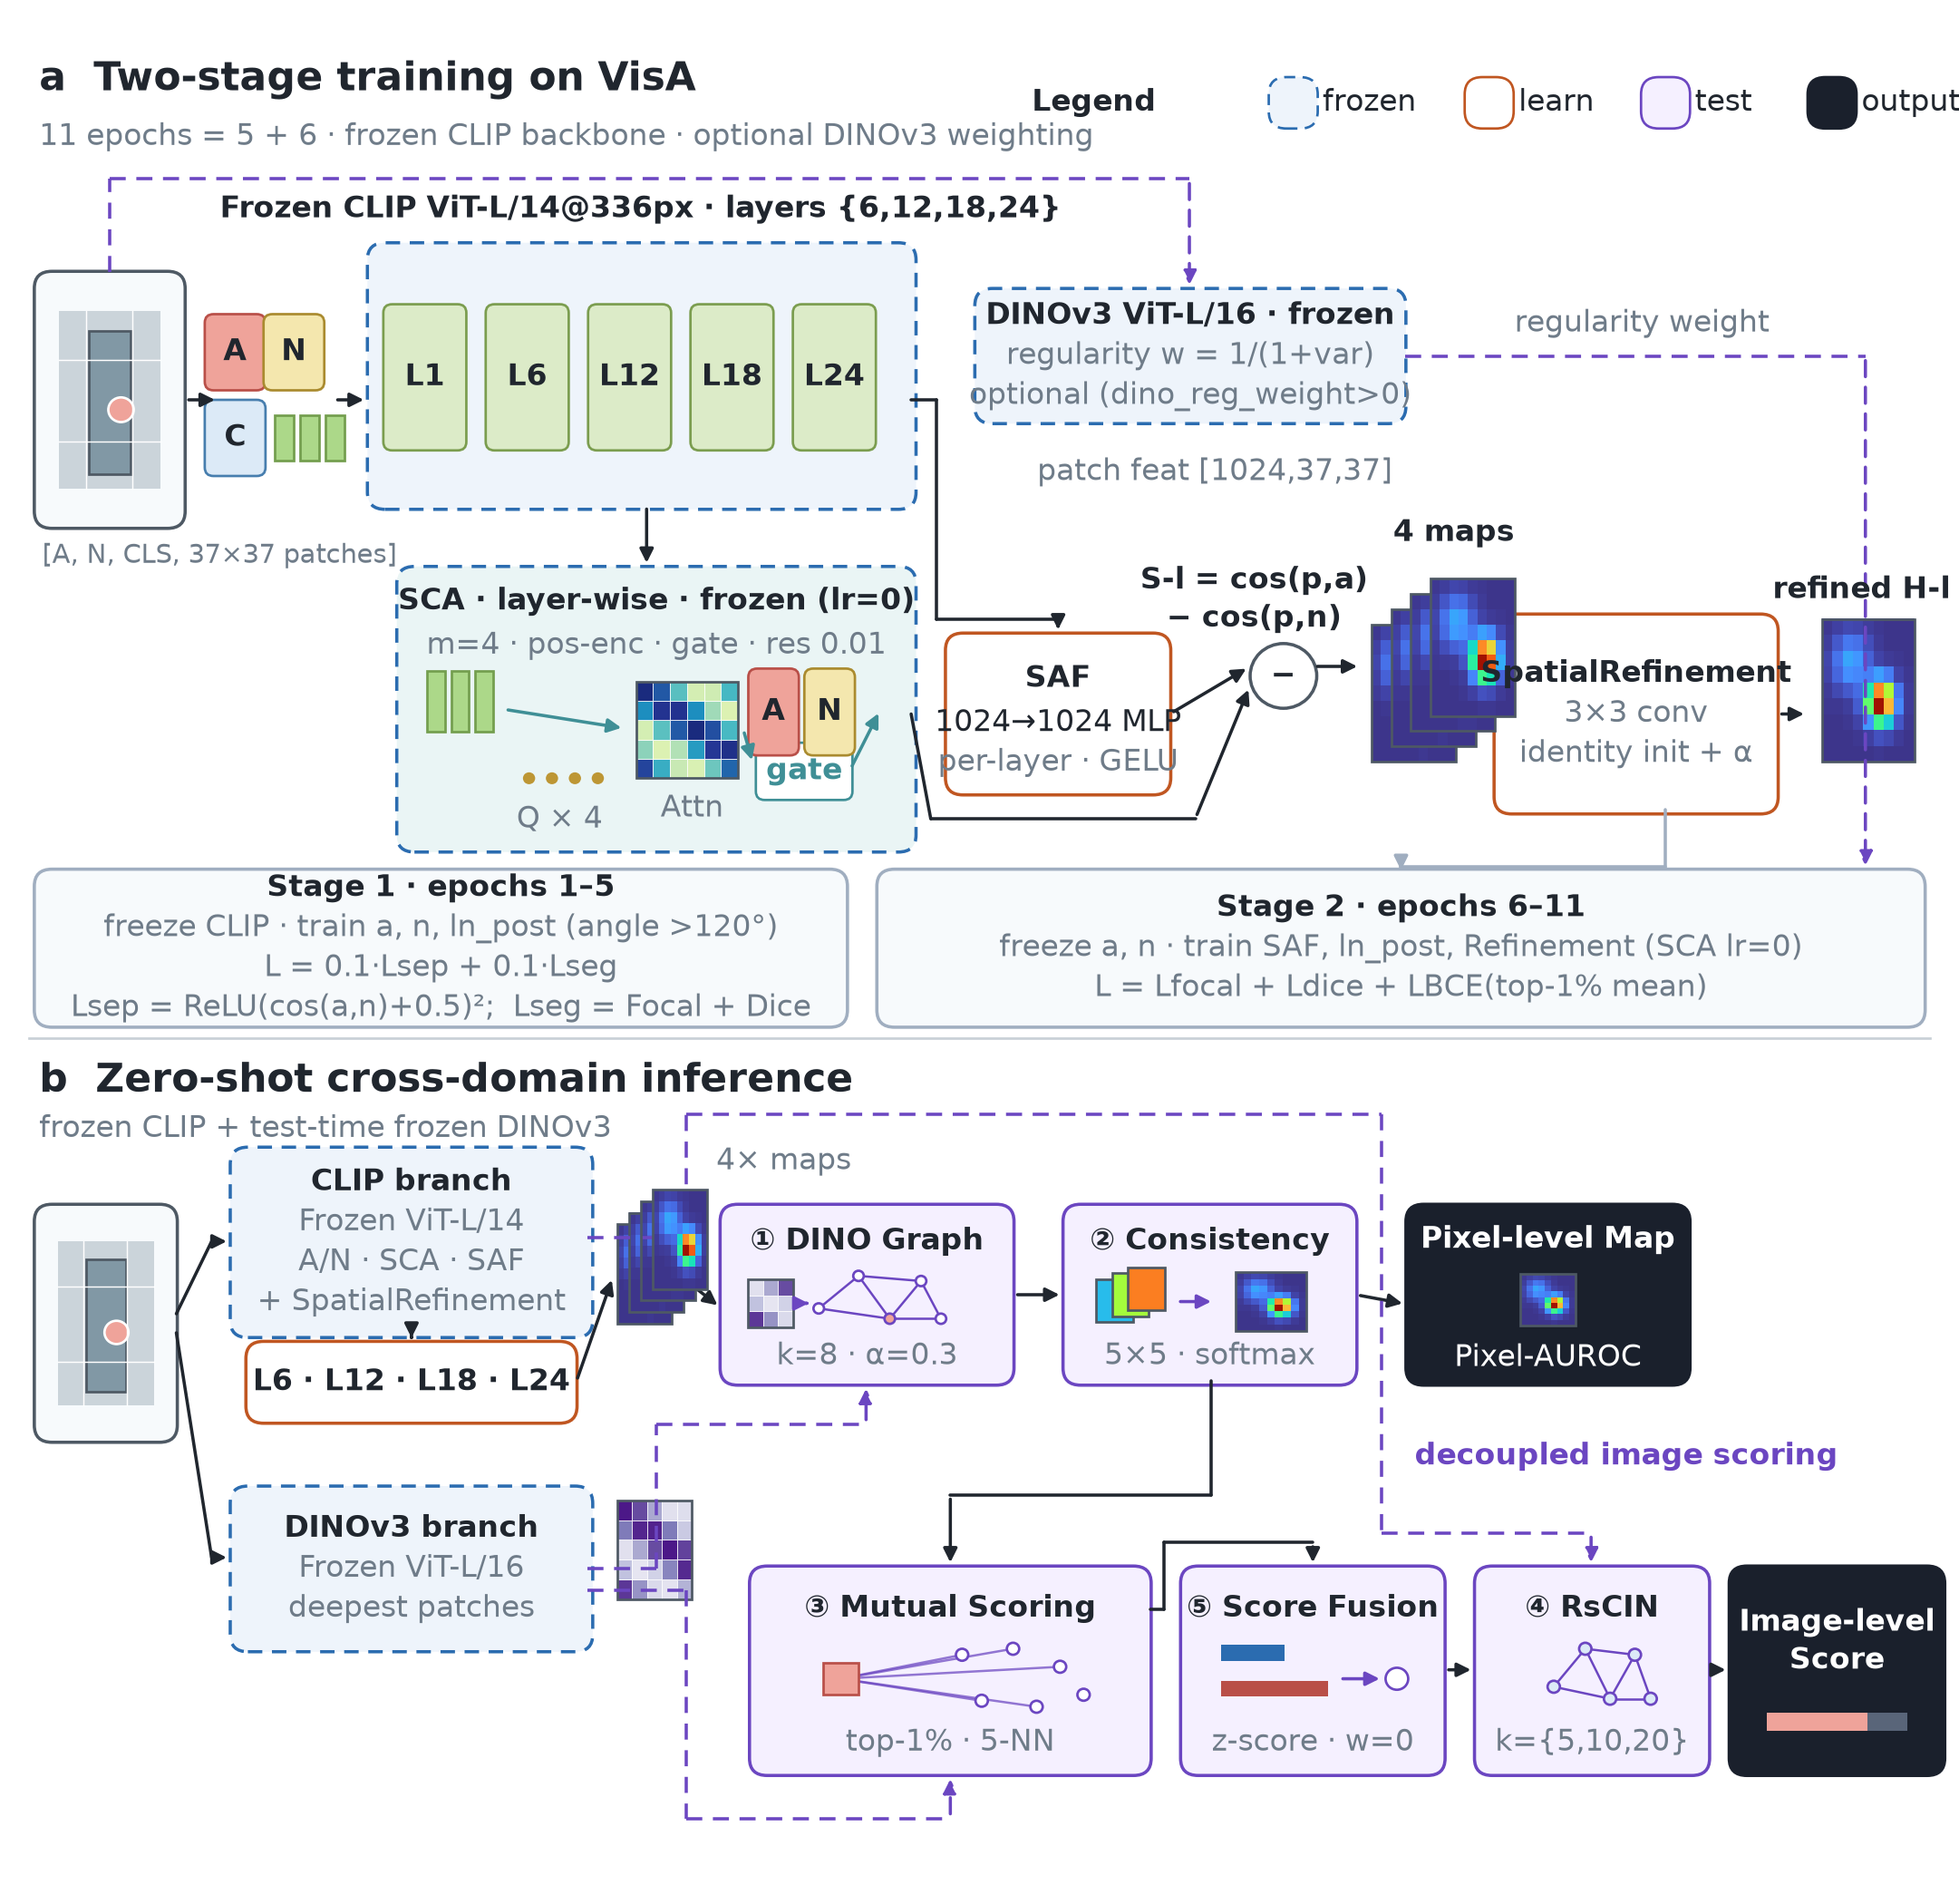 a  Two-stage training on VisA
11 epochs = 5 + 6 · frozen CLIP backbone · optional DINOv3 weighting
Legend
frozen
learn
test
output
Frozen CLIP ViT-L/14@336px · layers {6,12,18,24}
A
N
C
L1
L6
L12
L18
L24
[A, N, CLS, 37×37 patches]
DINOv3 ViT-L/16 · frozen
regularity w = 1/(1+var)
optional (dino_reg_weight>0)
regularity weight
patch feat [1024,37,37]
SCA · layer-wise · frozen (lr=0)
m=4 · pos-enc · gate · res 0.01
A
N
gate
Q × 4
Attn
SAF
1024→1024 MLP
per-layer · GELU
S-l = cos(p,a)
− cos(p,n)
−
4 maps
SpatialRefinement
3×3 conv
identity init + α
refined H-l
Stage 1 · epochs 1–5
freeze CLIP · train a, n, ln_post (angle >120°)
L = 0.1·Lsep + 0.1·Lseg
Lsep = ReLU(cos(a,n)+0.5)²;  Lseg = Focal + Dice
Stage 2 · epochs 6–11
freeze a, n · train SAF, ln_post, Refinement (SCA lr=0)
L = Lfocal + Ldice + LBCE(top-1% mean)
b  Zero-shot cross-domain inference
frozen CLIP + test-time frozen DINOv3
CLIP branch
Frozen ViT-L/14
A/N · SCA · SAF
+ SpatialRefinement
L6 · L12 · L18 · L24
4× maps
① DINO Graph
k=8 · α=0.3
② Consistency
5×5 · softmax
Pixel-level Map
Pixel-AUROC
decoupled image scoring
DINOv3 branch
Frozen ViT-L/16
deepest patches
③ Mutual Scoring
top-1% · 5-NN
⑤ Score Fusion
z-score · w=0
④ RsCIN
k={5,10,20}
Image-level
Score